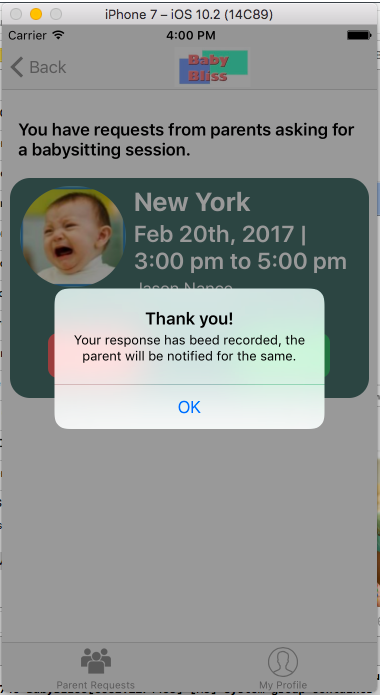 iPhone 7 – iOS 10.2 (14C89)
Carrier 4:00 PM
Back
Baby
Bliss
You have requests from parents asking for
a babysitting session.
New York
Feb 20th, 2017 |
3:00 pm to 5:00 pm
Jason Nance
Thank you!
Your response has beed recorded, the
parent will be notified for the same.
OK
Parent Requests My Profile